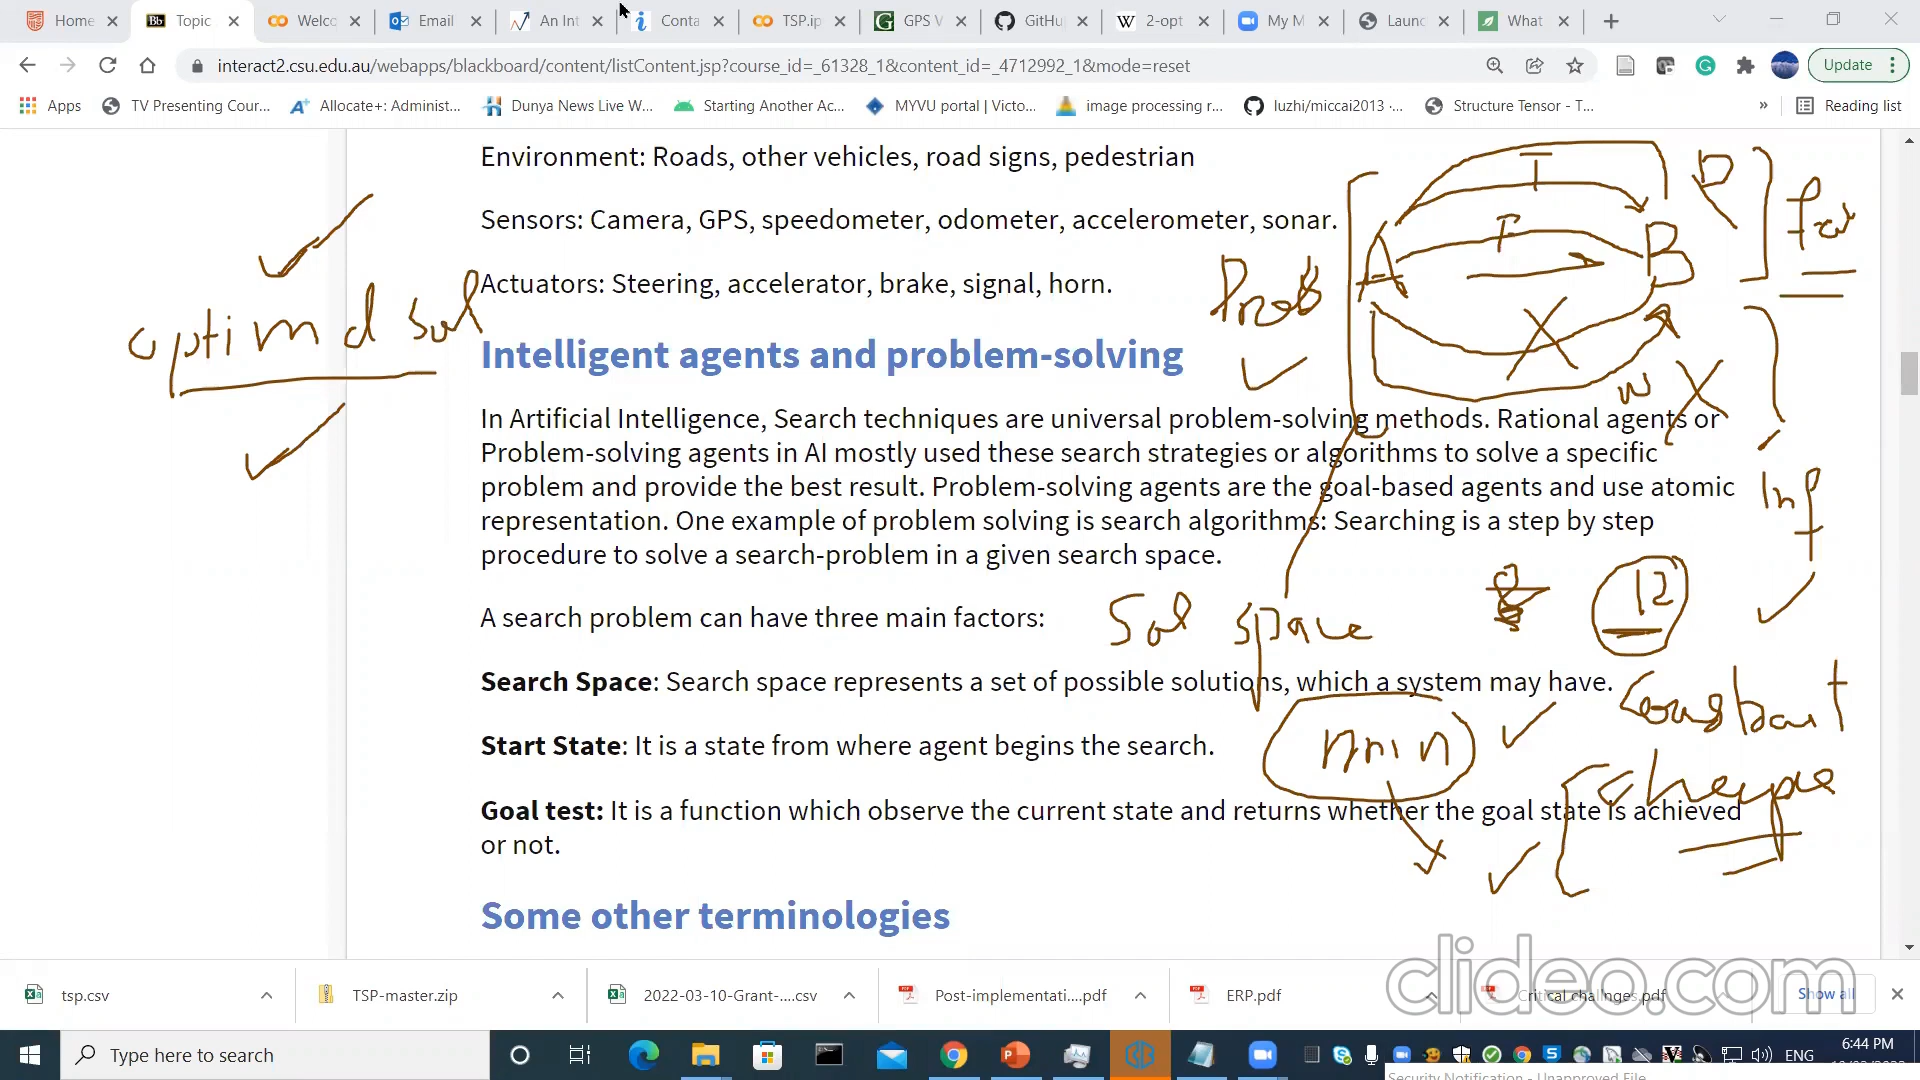 Home
Topic
Welco
Email
An Int
Conta
TSP.ip
GPS V
GitHu
2-opt
My M
Launc
What
interact2.csu.edu.au/webapps/blackboard/content/listContent.jsp?course_id=_61328_1&content_id=_4712992_1&mode=reset
Update
Apps
TV Presenting Cour...
Allocate+: Administ...
Dunya News Live W...
Starting Another Ac...
MYVU portal | Victo...
image processing r...
luzhi/miccai2013 ·...
Structure Tensor - T...
»
Reading list
Environment: Roads, other vehicles, road signs, pedestrian
Sensors: Camera, GPS, speedometer, odometer, accelerometer, sonar.
Actuators: Steering, accelerator, brake, signal, horn.
T
D
F
A
B
Prob
W
Inf
Intelligent agents and problem-solving
In Artificial Intelligence, Search techniques are universal problem-solving methods. Rational agents or
Problem-solving agents in AI mostly used these search strategies or algorithms to solve a specific
problem and provide the best result. Problem-solving agents are the goal-based agents and use atomic
representation. One example of problem solving is search algorithms: Searching is a step by step
procedure to solve a search-problem in a given search space.
A search problem can have three main factors:
Sol space
12
Search Space: Search space represents a set of possible solutions, which a system may have.
Start State: It is a state from where agent begins the search.
min
Goal test: It is a function which observe the current state and returns whether the goal state is achieved
or not.
Some other terminologies
clideo.com
tsp.csv
TSP-master.zip
2022-03-10-Grant-....csv
Post-implementati....pdf
ERP.pdf
Critical challnges.pdf
Show all
Type here to search
ENG
6:44 PM
Security Notification - Unapproved File